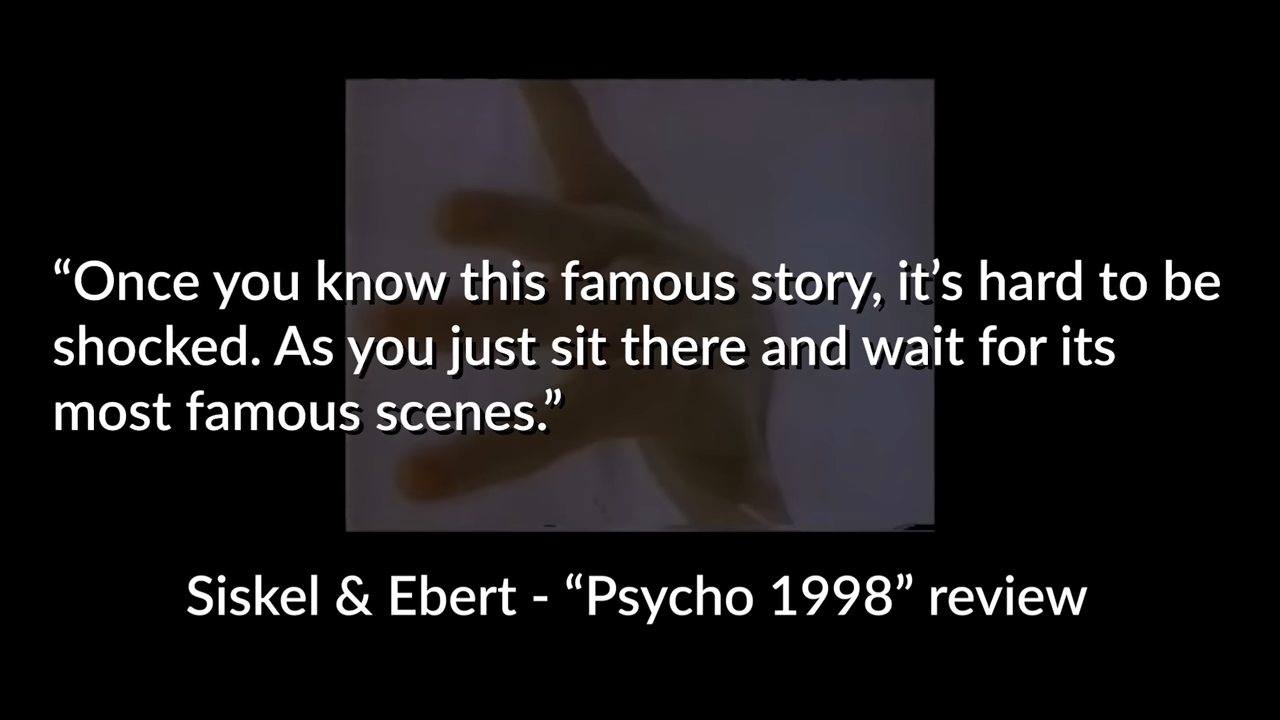 “Once you know this famous story, it’s hard to be
shocked. As you just sit there and wait for its
most famous scenes.”
Siskel & Ebert - “Psycho 1998” review